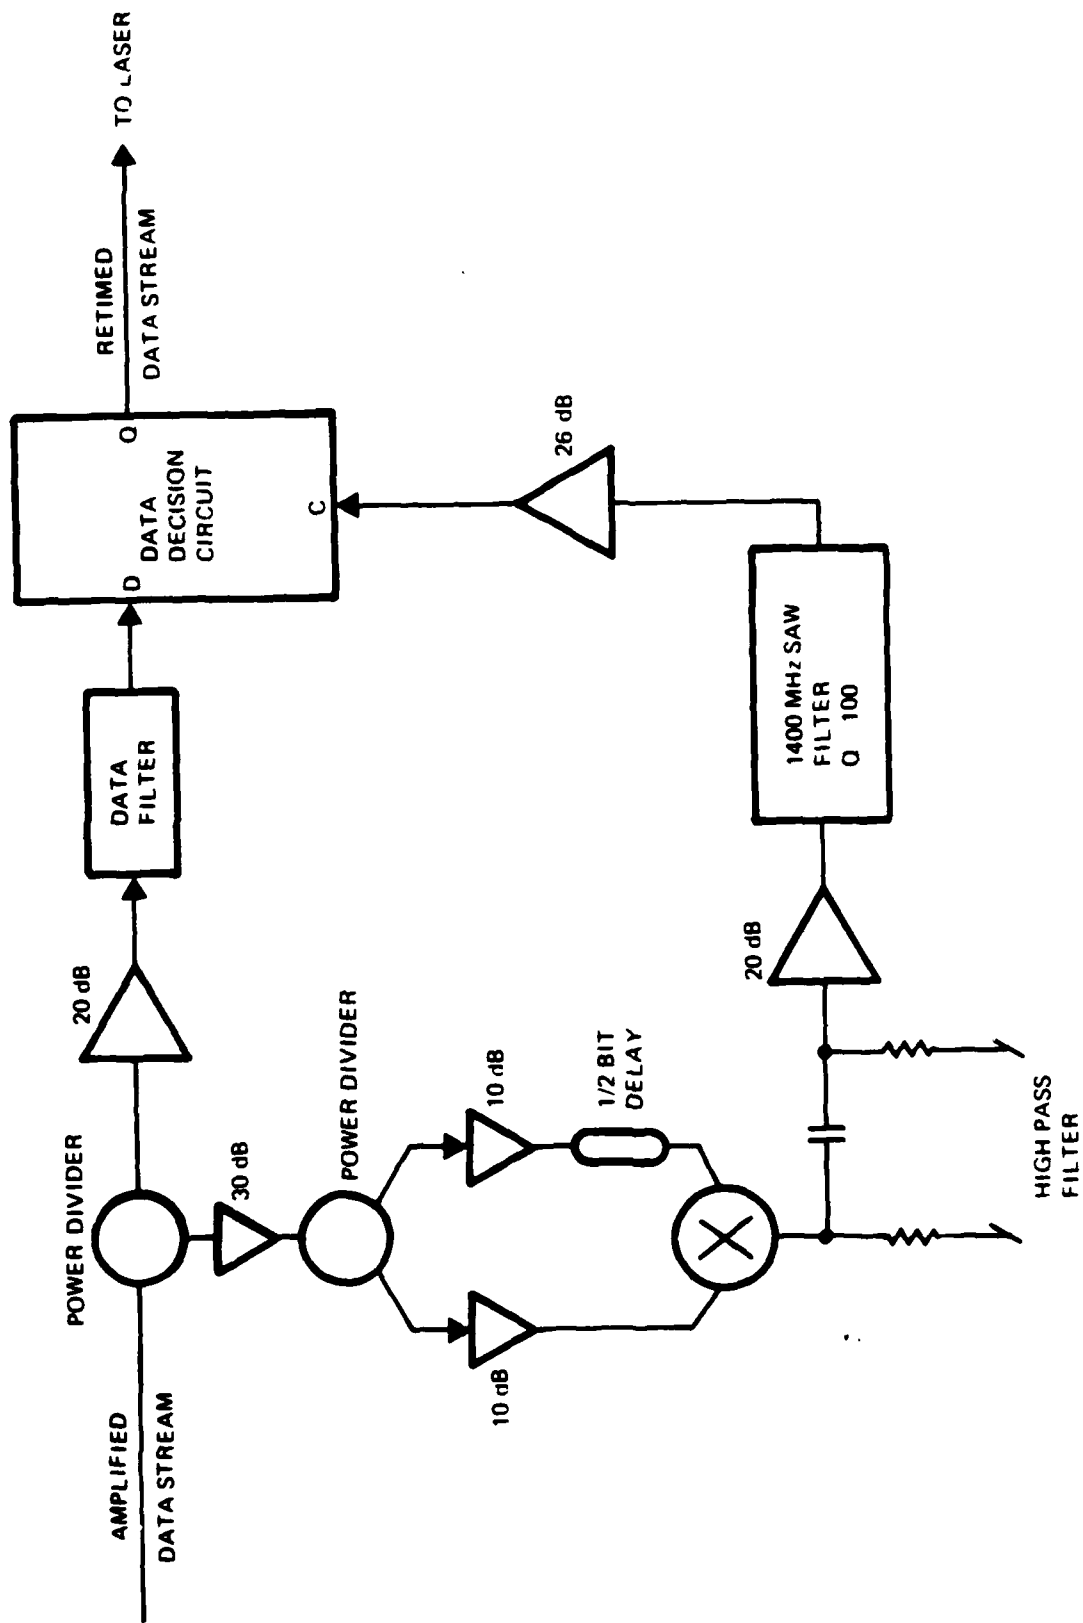 AMPLIFIED
DATA STREAM
POWER DIVIDER
20 dB
DATA
FILTER
D
Q
DATA
DECISION
CIRCUIT
C
RETIMED
DATA STREAM
TO LASER
30 dB
POWER DIVIDER
10 dB
10 dB
1/2 BIT
DELAY
HIGH PASS
FILTER
20 dB
1400 MHz SAW
FILTER
Q 100
26 dB